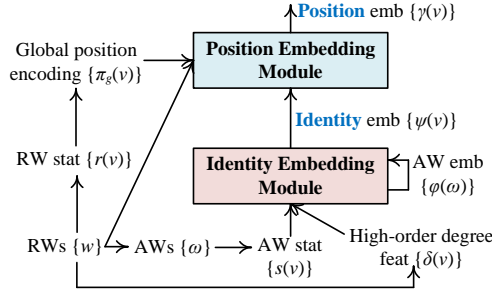 Position emb {γ(v)}
Global position
encoding {π_g(v)}
Position Embedding
Module
Identity emb {ψ(v)}
RW stat {r(v)}
Identity Embedding
Module
AW emb
{φ(ω)}
RWs {w}
AWs {ω}
AW stat
{s(v)}
High-order degree
feat {δ(v)}